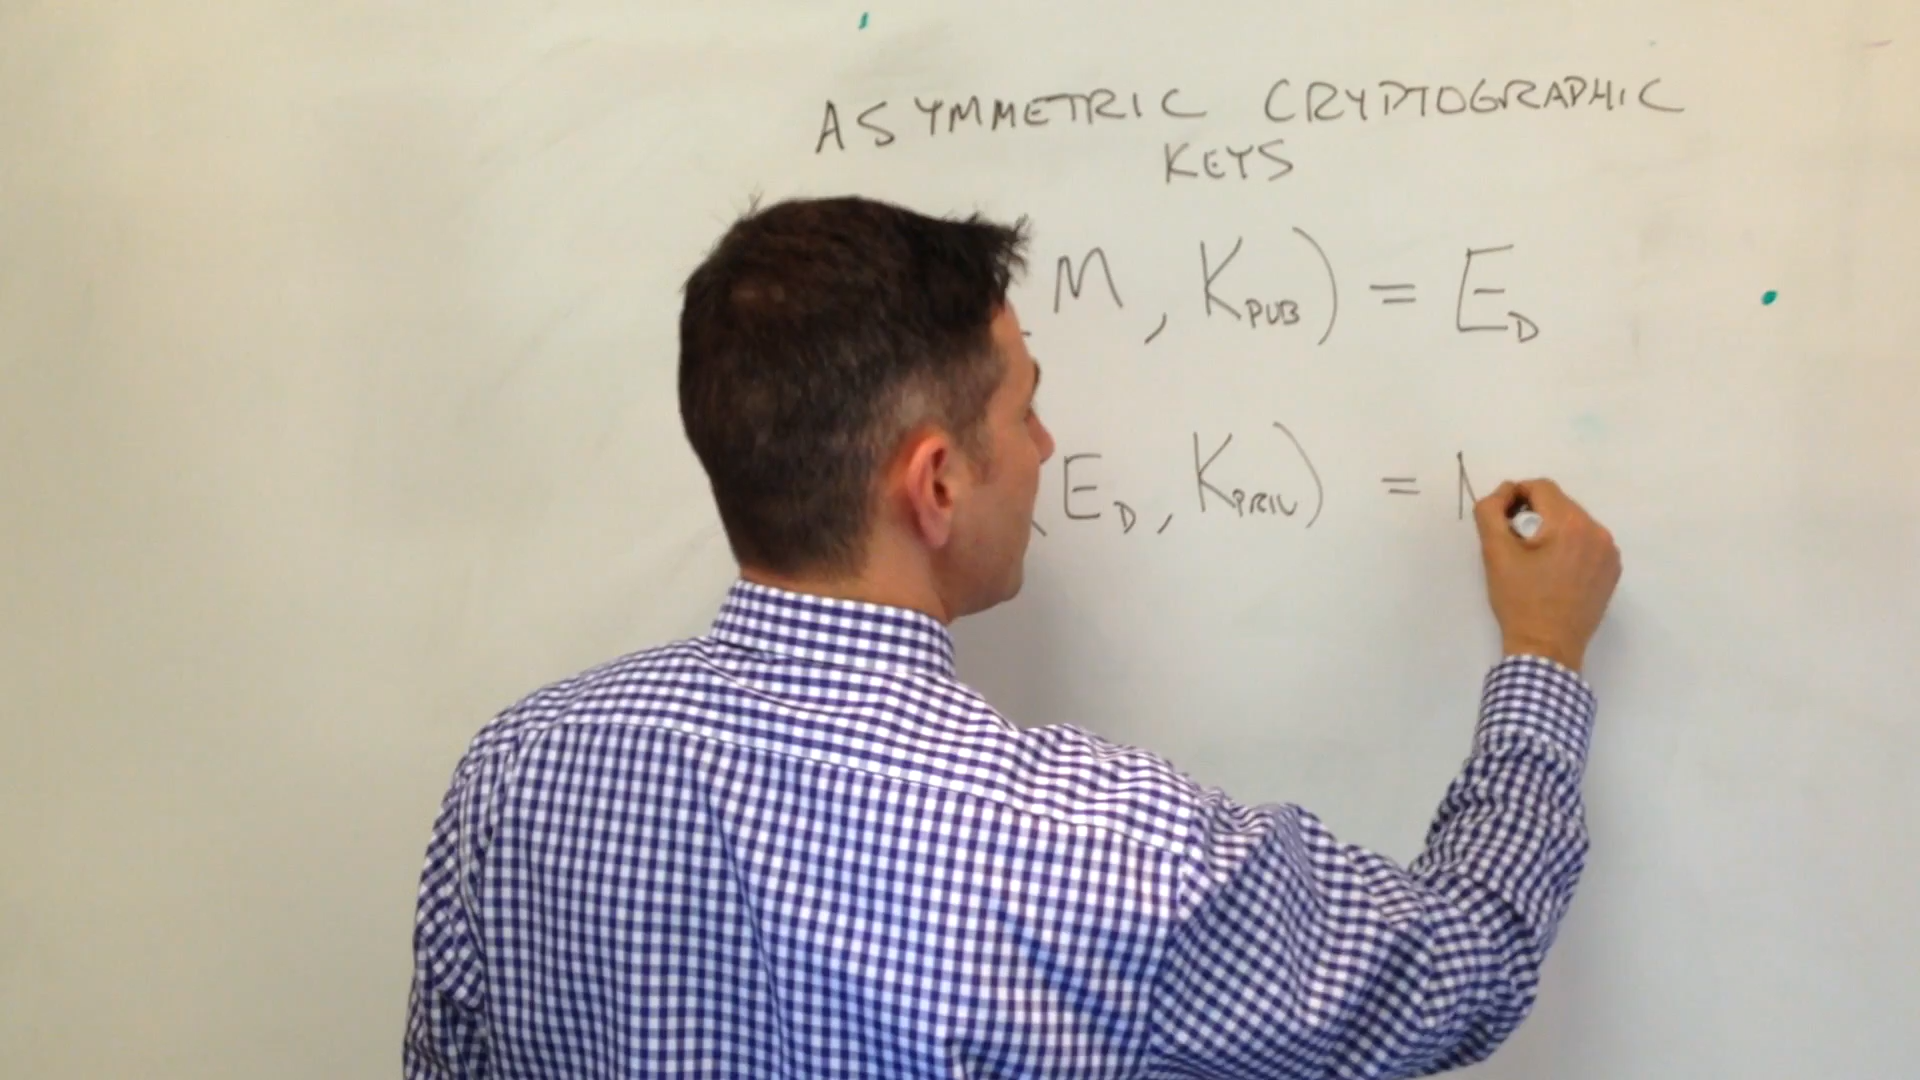 ASYMMETRIC CRYPTOGRAPHIC
KEYS
M, KPUB) = ED
(ED, KPRIV) =